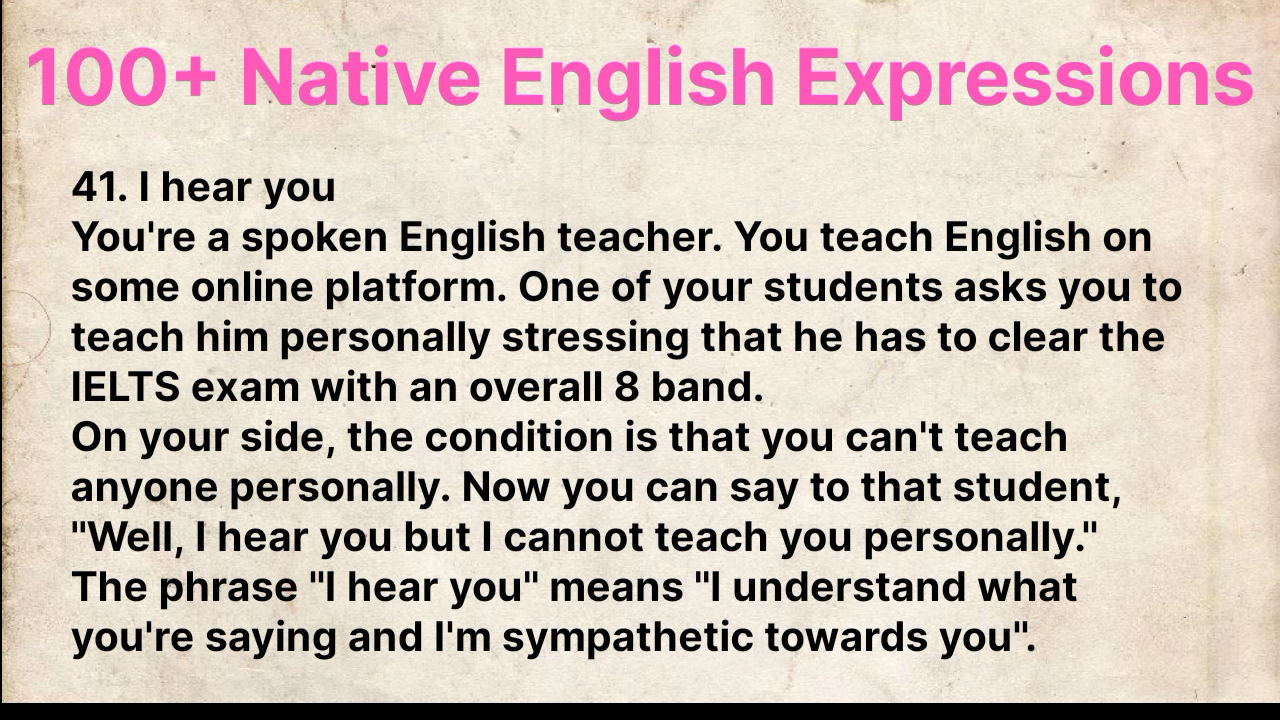 100+ Native English Expressions
41. I hear you
You're a spoken English teacher. You teach English on
some online platform. One of your students asks you to
teach him personally stressing that he has to clear the
IELTS exam with an overall 8 band.
On your side, the condition is that you can't teach
anyone personally. Now you can say to that student,
"Well, I hear you but I cannot teach you personally."
The phrase "I hear you" means "I understand what
you're saying and I'm sympathetic towards you".